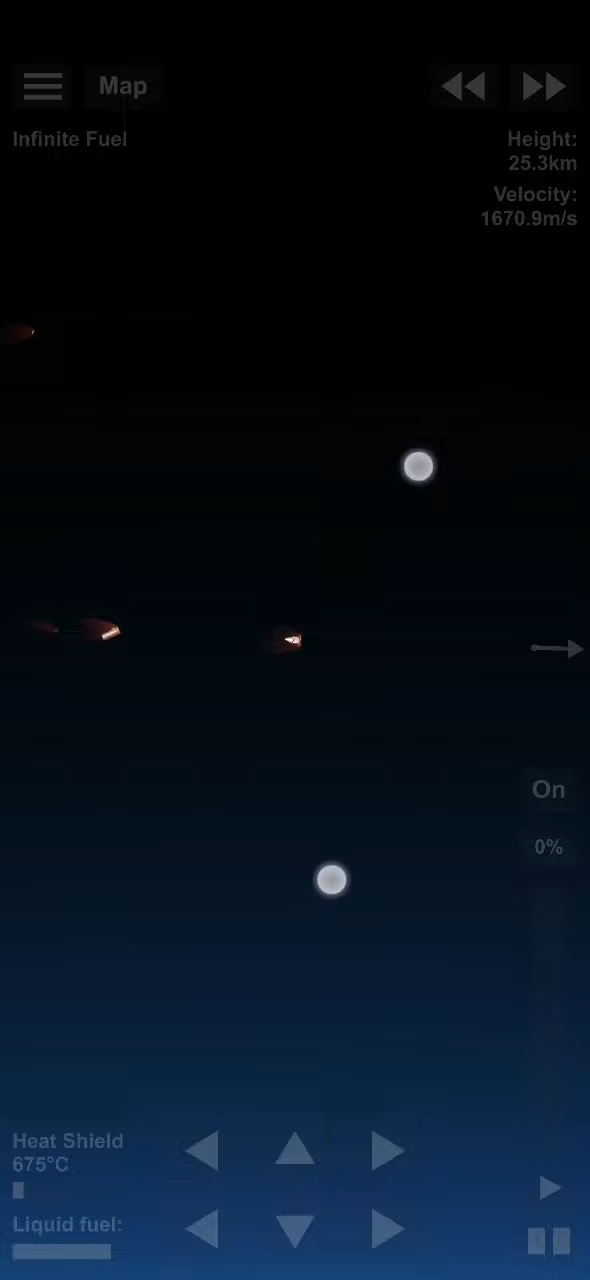 Map
Infinite Fuel
Height:
25.3km
Velocity:
1670.9m/s
On
0%
Heat Shield
675°C
Liquid fuel: